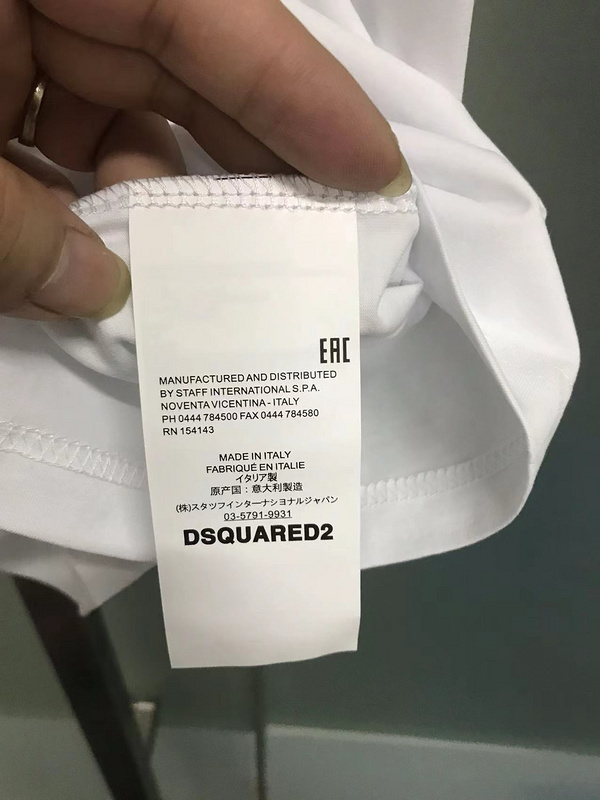 EAC
MANUFACTURED AND DISTRIBUTED
BY STAFF INTERNATIONAL S.P.A.
NOVENTA VICENTINA - ITALY
PH 0444 784500 FAX 0444 784580
RN 154143
MADE IN ITALY
FABRIQUÉ EN ITALIE
イタリア製
原产国：意大利製造
(株)スタッフインターナショナルジャパン
03-5791-9931
DSQUARED2